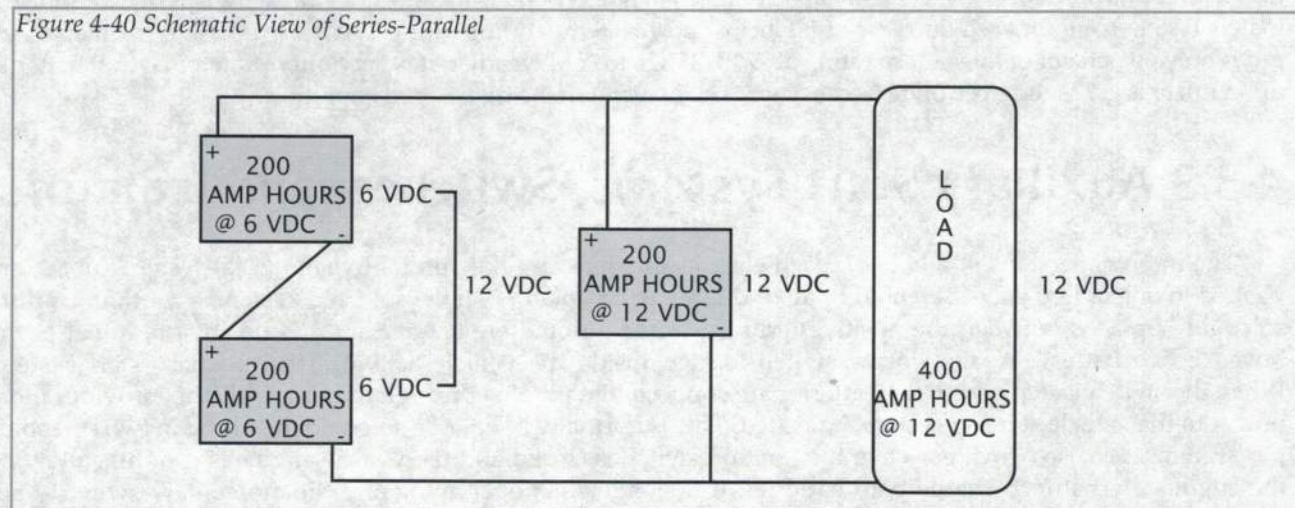 Figure 4-40 Schematic View of Series-Parallel
+
200
AMP HOURS
@ 6 VDC
-
6 VDC
+
200
AMP HOURS
@ 6 VDC
-
6 VDC
12 VDC
+
200
AMP HOURS
@ 12 VDC
-
12 VDC
LOAD
400
AMP HOURS
@ 12 VDC
12 VDC